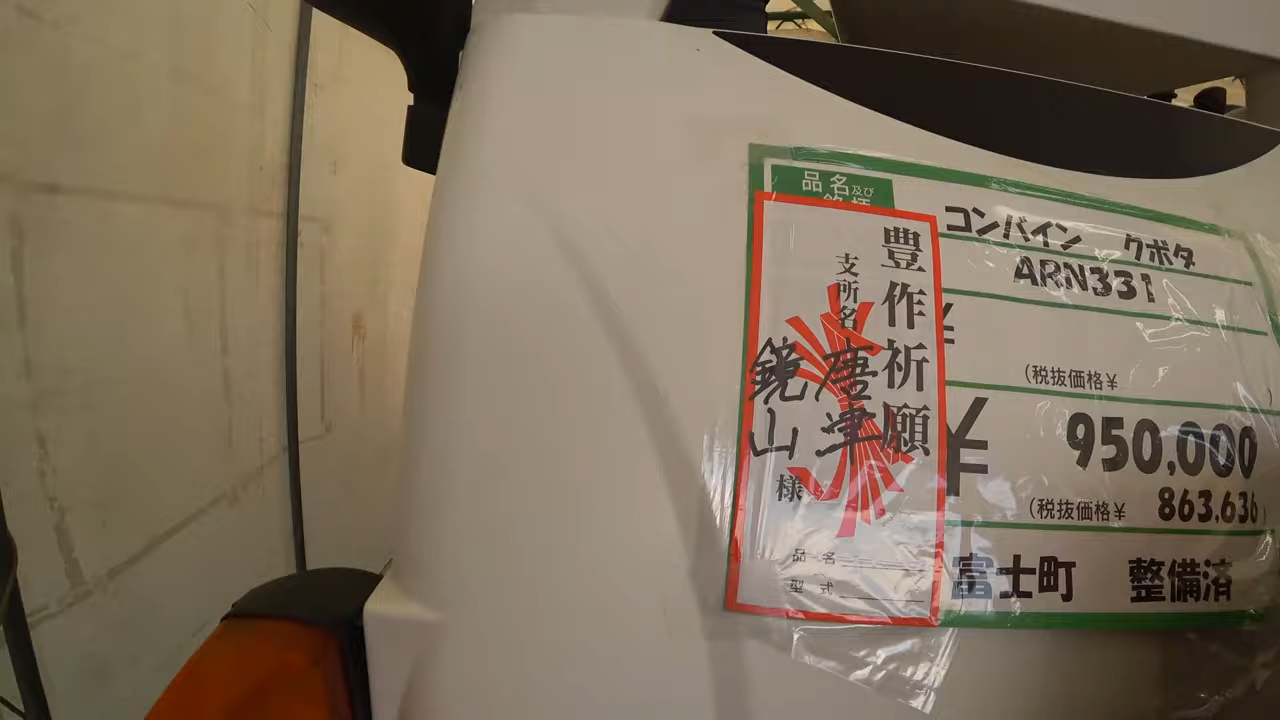 品名及び
コンバイン クボタ
ARN331
¥
(税抜価格¥ )
¥ 950,000
(税抜価格¥ 863,636)
富士町 整備済
豊作祈願
支所名 唐津
鏡山 様
品名
型式